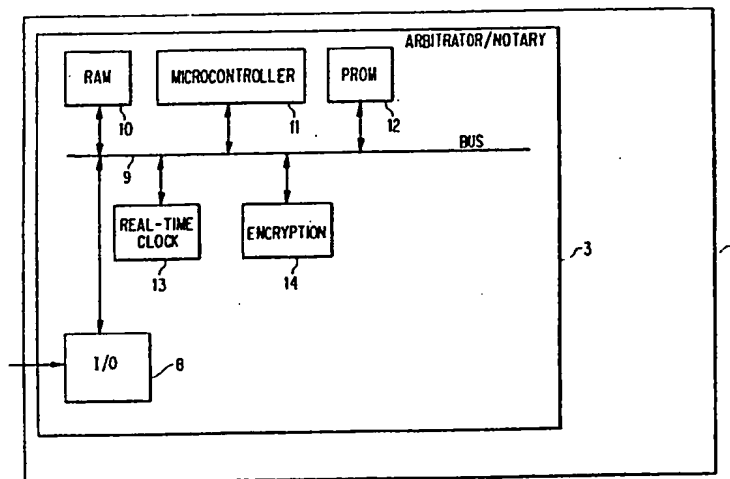 ARBITRATOR/NOTARY
RAM
MICROCONTROLLER
PROM
10
11
12
BUS
9
REAL-TIME
CLOCK
ENCRYPTION
13
14
3
I/O
8